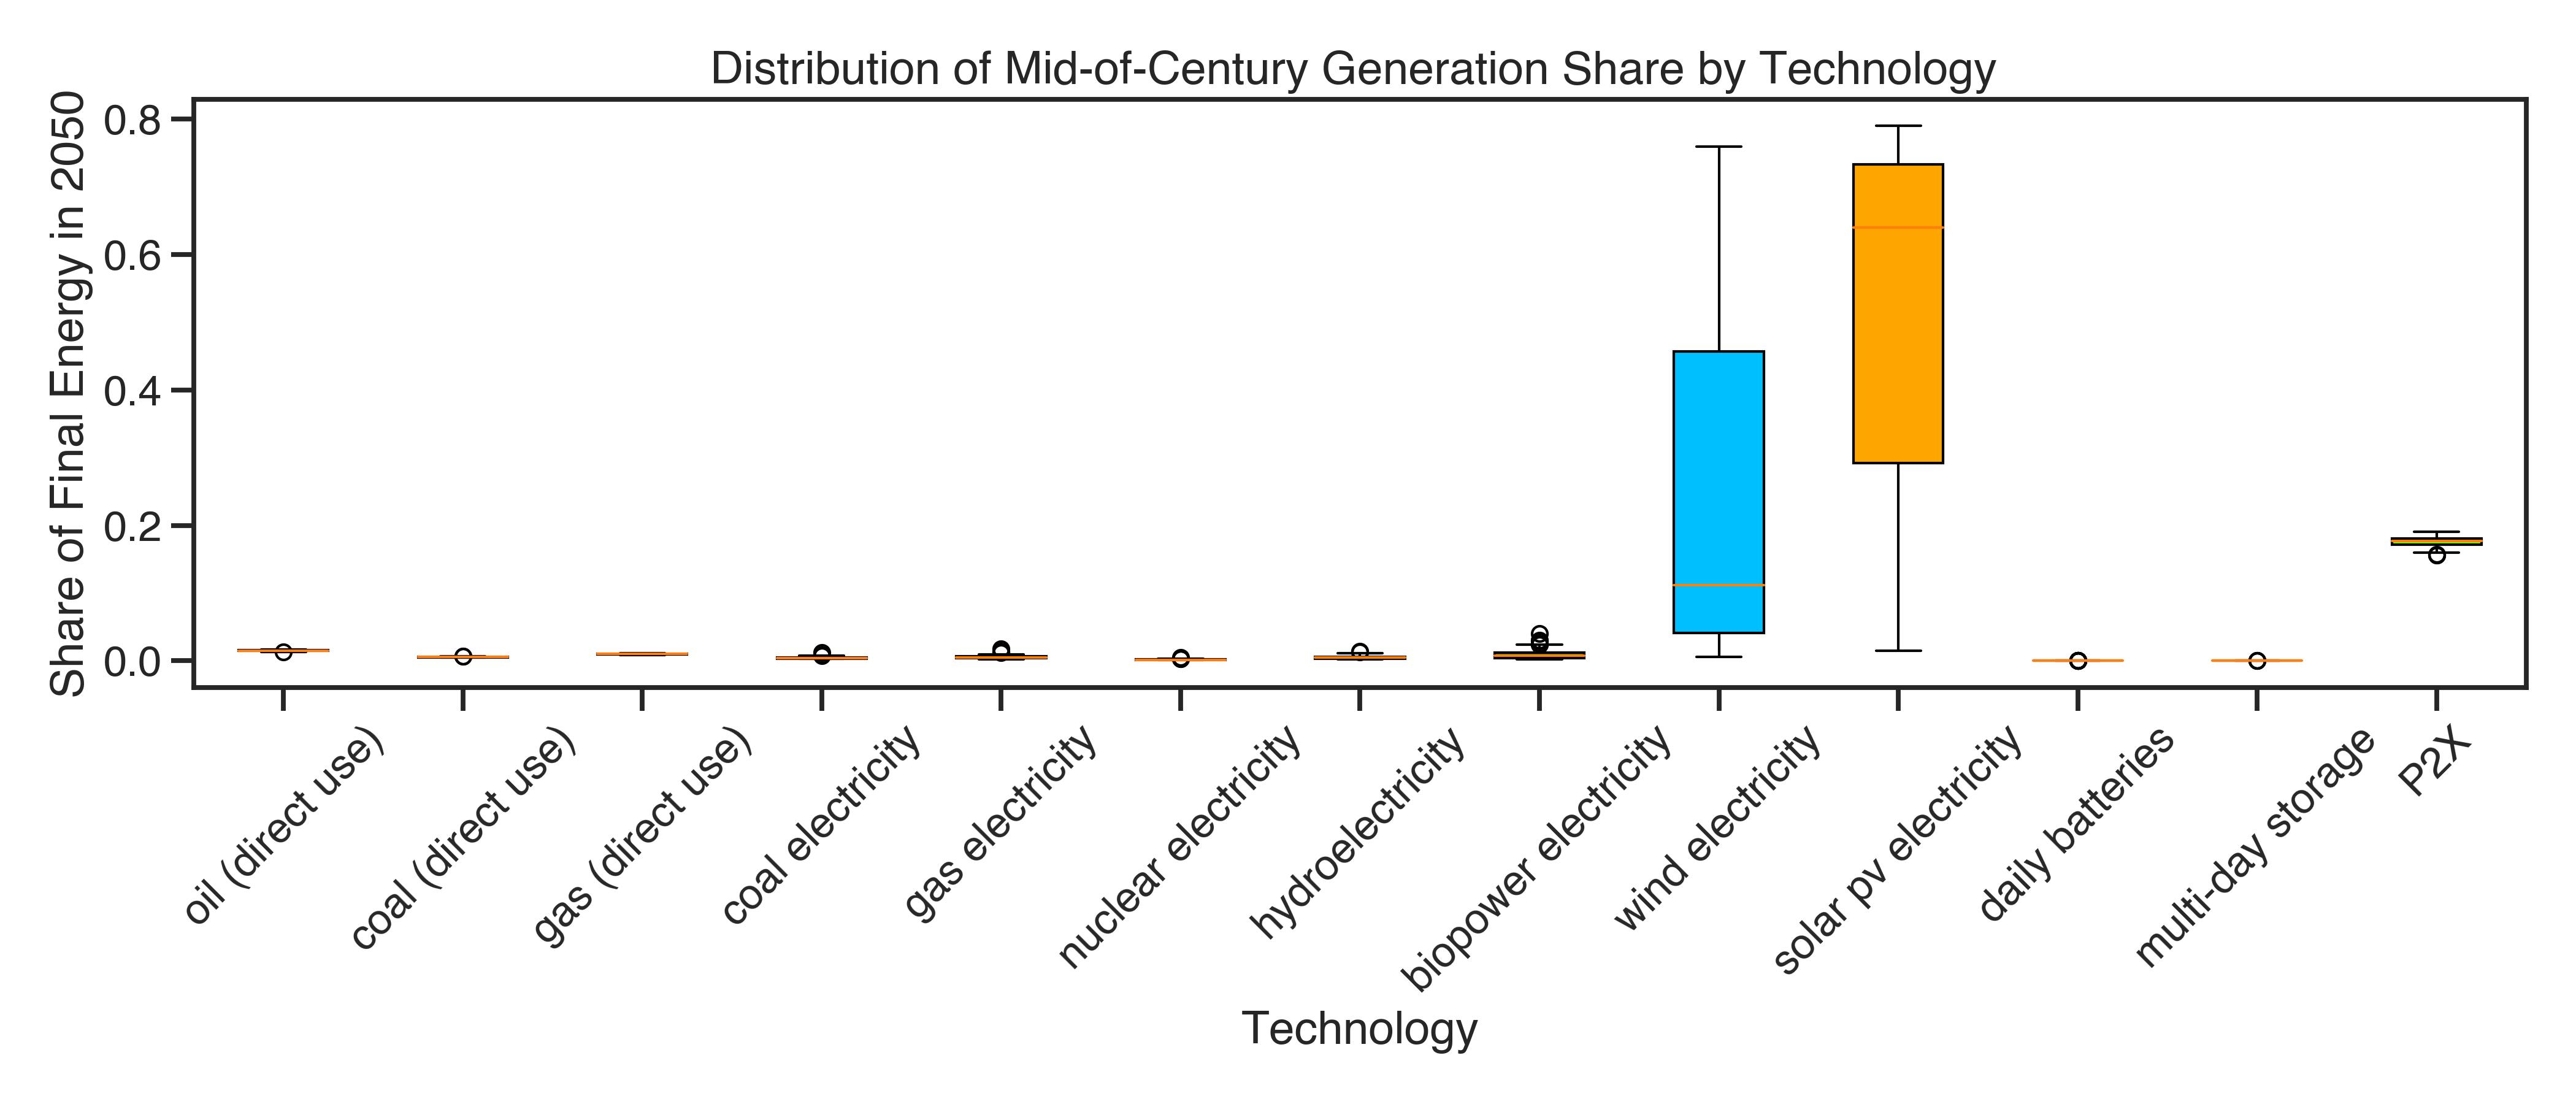 Distribution of Mid-of-Century Generation Share by Technology
Share of Final Energy in 2050
0.8
0.6
0.4
0.2
0.0
oil (direct use)
coal (direct use)
gas (direct use)
coal electricity
gas electricity
nuclear electricity
hydroelectricity
biopower electricity
wind electricity
solar pv electricity
daily batteries
multi-day storage
P2X
Technology